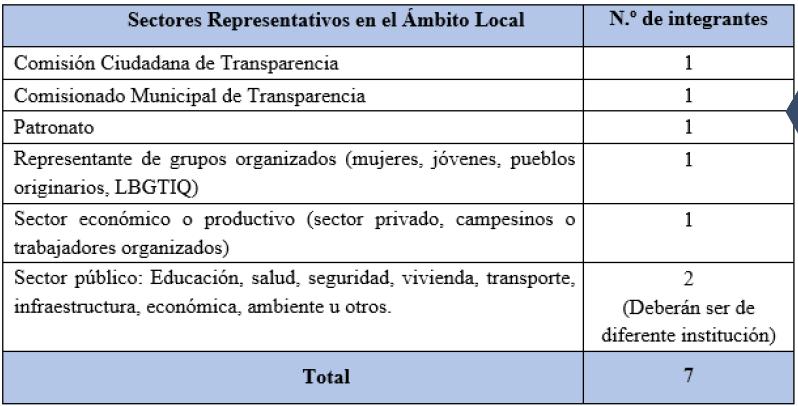 Sectores Representativos en el Ámbito Local
N.º de integrantes
Comisión Ciudadana de Transparencia
1
Comisionado Municipal de Transparencia
1
Patronato
1
Representante de grupos organizados (mujeres, jóvenes, pueblos
originarios, LBGTIQ)
1
Sector económico o productivo (sector privado, campesinos o
trabajadores organizados)
1
Sector público: Educación, salud, seguridad, vivienda, transporte,
infraestructura, económica, ambiente u otros.
2
(Deberán ser de
diferente institución)
Total
7